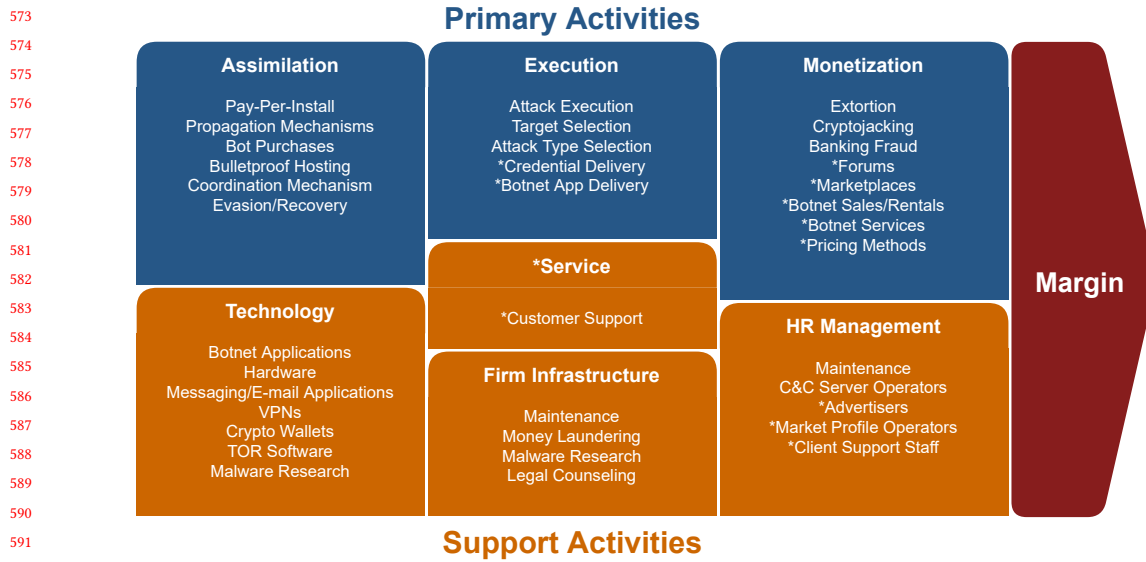 573
574
575
576
577
578
579
580
581
582
583
584
585
586
587
588
589
590
591
Primary Activities
Assimilation
Pay-Per-Install
Propagation Mechanisms
Bot Purchases
Bulletproof Hosting
Coordination Mechanism
Evasion/Recovery
Execution
Attack Execution
Target Selection
Attack Type Selection
*Credential Delivery
*Botnet App Delivery
Monetization
Extortion
Cryptojacking
Banking Fraud
*Forums
*Marketplaces
*Botnet Sales/Rentals
*Botnet Services
*Pricing Methods
Technology
Botnet Applications
Hardware
Messaging/E-mail Applications
VPNs
Crypto Wallets
TOR Software
Malware Research
*Service
*Customer Support
Firm Infrastructure
Maintenance
Money Laundering
Malware Research
Legal Counseling
HR Management
Maintenance
C&C Server Operators
*Advertisers
*Market Profile Operators
*Client Support Staff
Margin
Support Activities